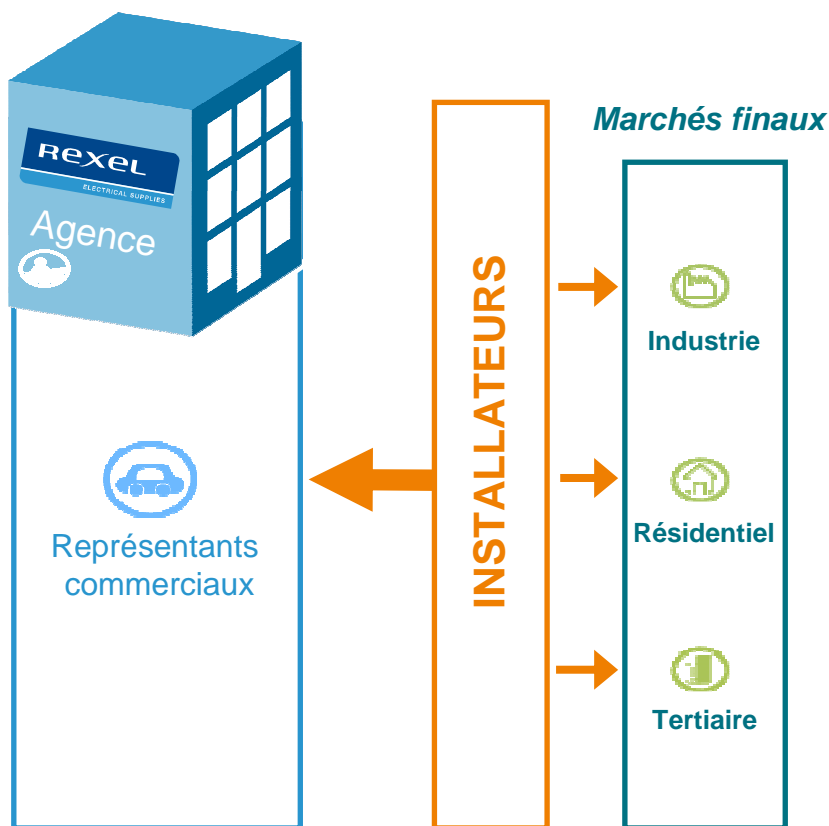 REXEL
ELECTRICAL SUPPLIES
Agence
Représentants
commerciaux
INSTALLATEURS
Marchés finaux
Industrie
Résidentiel
Tertiaire